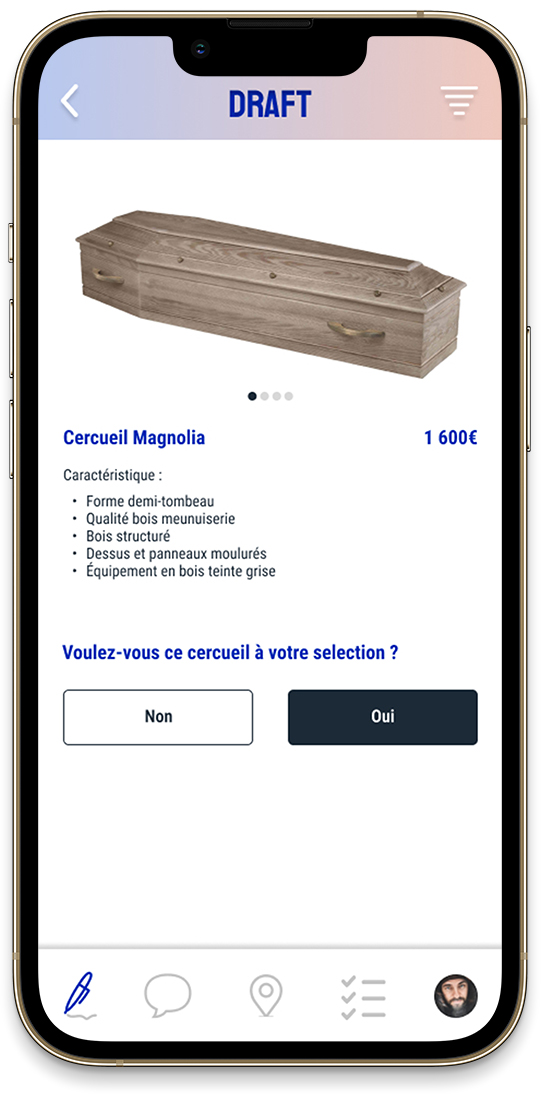 DRAFT
Cercueil Magnolia 1 600€
Caractéristique :
• Forme demi-tombeau
• Qualité bois meunuiserie
• Bois structuré
• Dessus et panneaux moulurés
• Équipement en bois teinte grise
Voulez-vous ce cercueil à votre selection ?
Non Oui